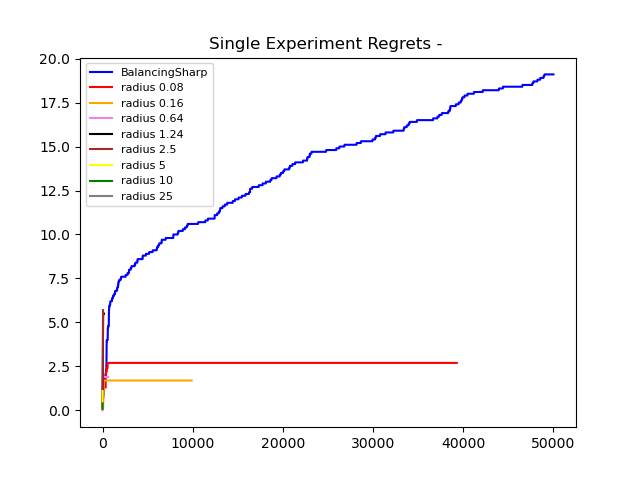 Single Experiment Regrets -
20.0
17.5
15.0
12.5
10.0
7.5
5.0
2.5
0.0
BalancingSharp
radius 0.08
radius 0.16
radius 0.64
radius 1.24
radius 2.5
radius 5
radius 10
radius 25
0 10000 20000 30000 40000 50000